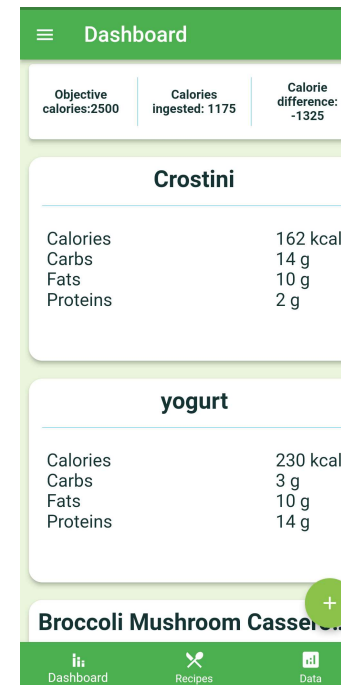 Dashboard
Objective
calories:2500
Calories
ingested: 1175
Calorie
difference:
-1325
Crostini
Calories 162 kcal
Carbs 14 g
Fats 10 g
Proteins 2 g
yogurt
Calories 230 kcal
Carbs 3 g
Fats 10 g
Proteins 14 g
Broccoli Mushroom
Dashboard Recipes Data